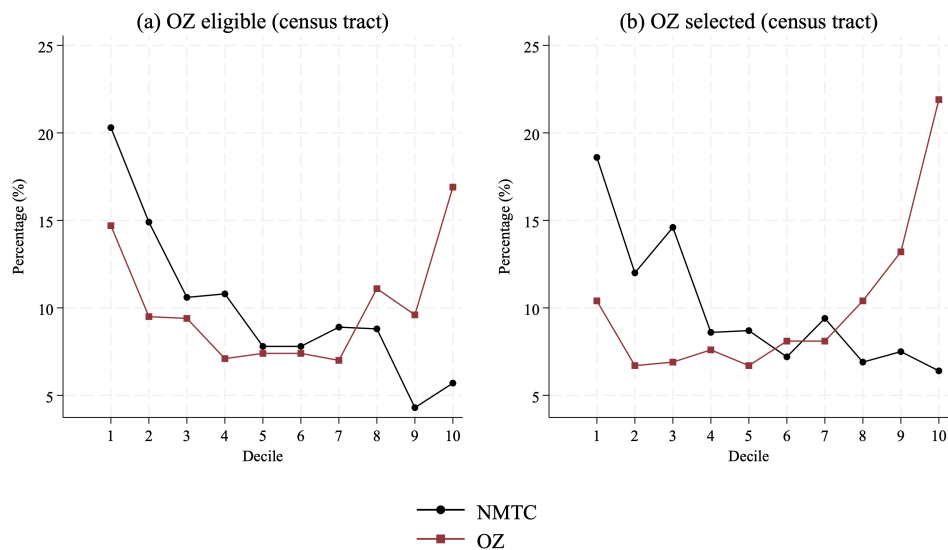 (a) OZ eligible (census tract)
25
20
15
10
5
Percentage (%)
1 2 3 4 5 6 7 8 9 10
Decile
(b) OZ selected (census tract)
25
20
15
10
5
Percentage (%)
1 2 3 4 5 6 7 8 9 10
Decile
NMTC
OZ